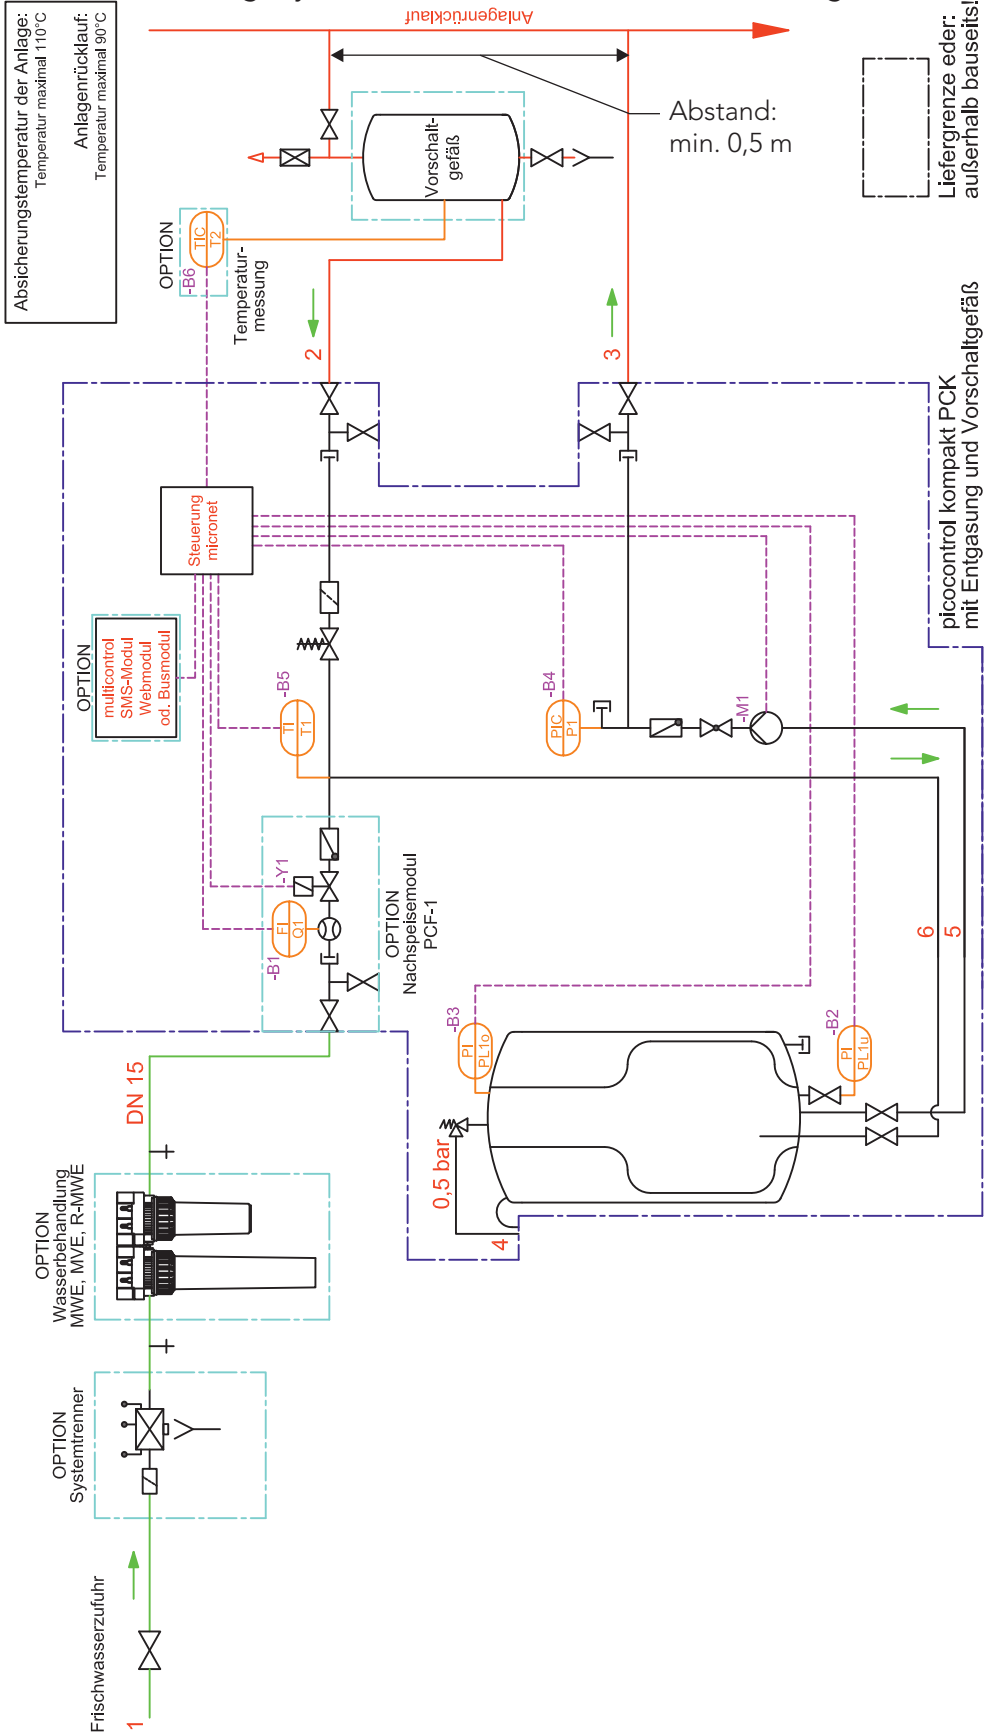 Absicherungstemperatur der Anlage:
Temperatur maximal 110°C
Anlagenrücklauf:
Temperatur maximal 90°C
Anlagenrücklauf
Abstand:
min. 0,5 m
Liefergrenze eder:
außerhalb bauseits!
Vorschalt-
gefäß
OPTION
-B6
TIC
T2
Temperatur-
messung
2
3
picocontrol kompakt PCK
mit Entgasung und Vorschaltgefäß
Steuerung
micronet
OPTION
multicontrol
SMS-Modul
Webmodul
od. Busmodul
-B5
TI
T1
-B4
PIC
P1
-M1
-Y1
-B1
FI
Q1
OPTION
Nachspeisemodul
PCF-1
6
5
-B3
PI
PL1o
-B2
PI
PL1u
0,5 bar
4
DN 15
OPTION
Wasserbehandlung
MWE, MVE, R-MWE
OPTION
Systemtrenner
Frischwasserzufuhr
1